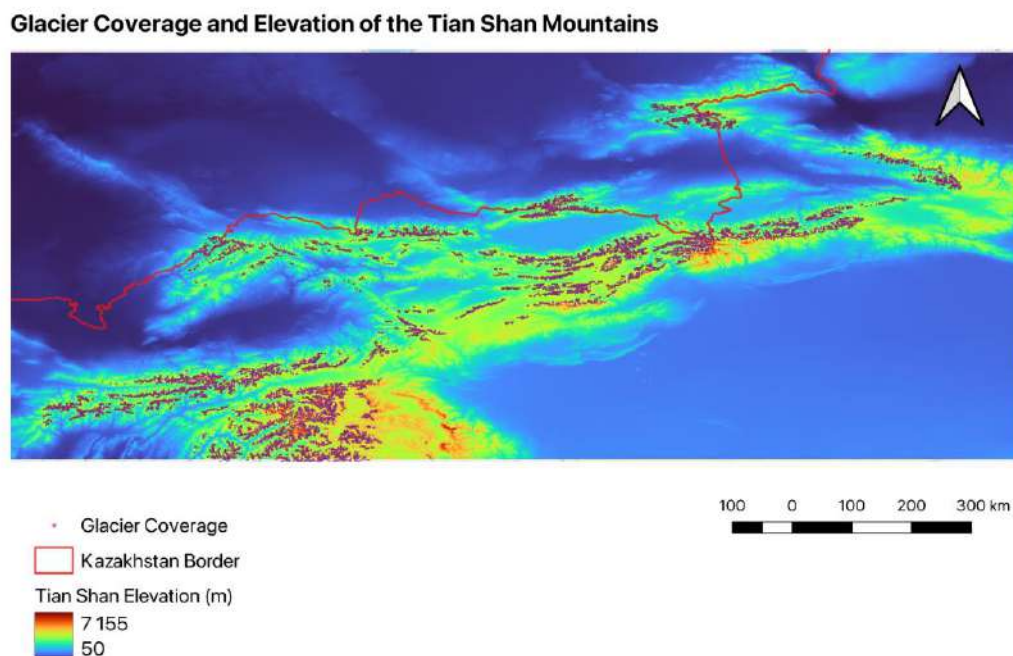 Glacier Coverage and Elevation of the Tian Shan Mountains
100 0 100 200 300 km
Glacier Coverage
Kazakhstan Border
Tian Shan Elevation (m)
7 155
50